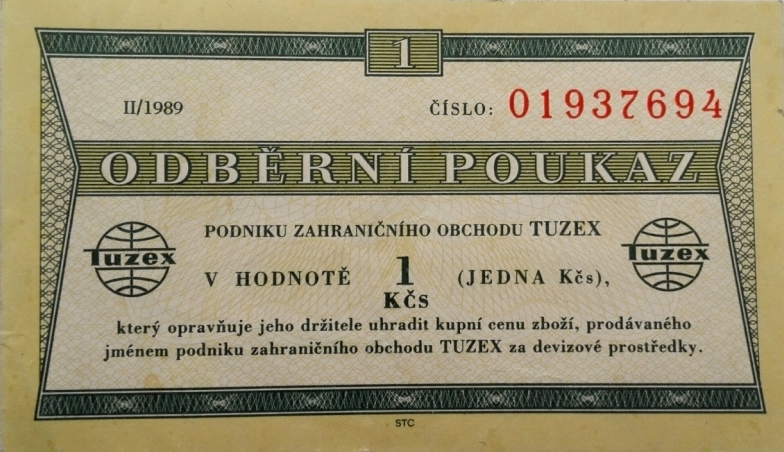 1
II/1989 ČÍSLO: 01937694
ODBĚRNÍ POUKAZ
PODNIKU ZAHRANIČNÍHO OBCHODU TUZEX
Tuzex V HODNOTĚ 1 (JEDNA Kčs), Tuzex
KČS
který opravňuje jeho držitele uhradit kupní cenu zboží, prodávaného
jménem podniku zahraničního obchodu TUZEX za devizové prostředky.
STC